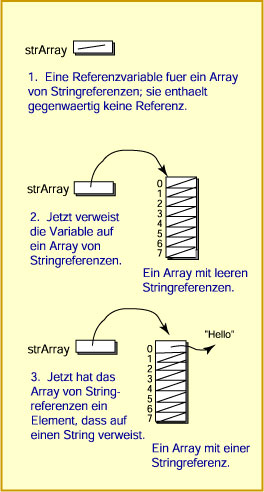 strArray
1. Eine Referenzvariable fuer ein Array
von Stringreferenzen; sie enthaelt
gegenwaertig keine Referenz.
strArray
0
1
2
3
4
5
6
7
2. Jetzt verweist
die Variable auf
ein Array von
Stringreferenzen.
Ein Array mit leeren
Stringreferenzen.
"Hello"
strArray
0
1
2
3
4
5
6
7
3. Jetzt hat das
Array von String-
referenzen ein
Element, dass auf
einen String verweist.
Ein Array mit einer
Stringreferenz.